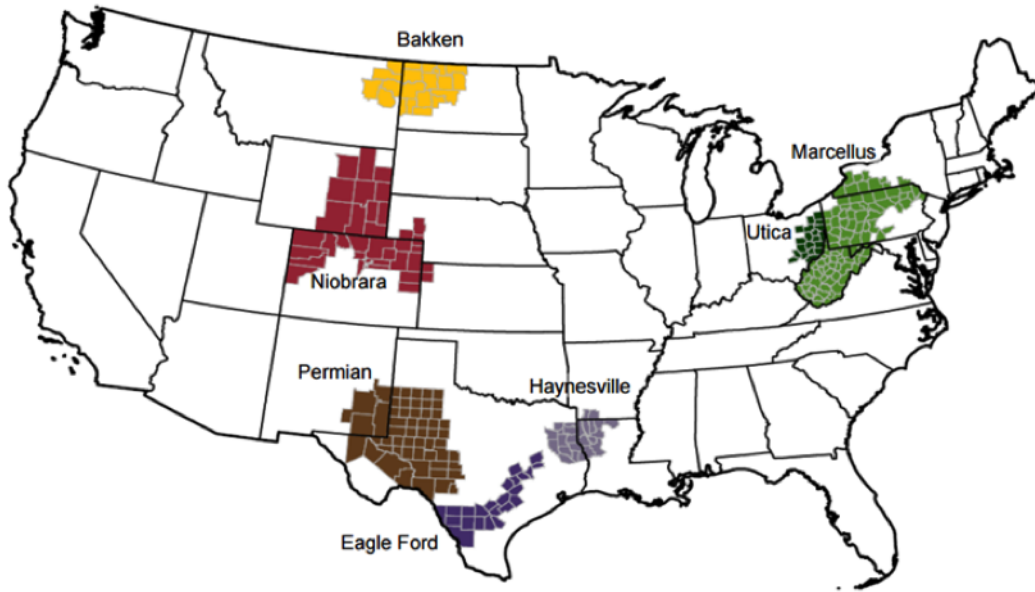 Bakken
Marcellus
Utica
Niobrara
Permian
Haynesville
Eagle Ford